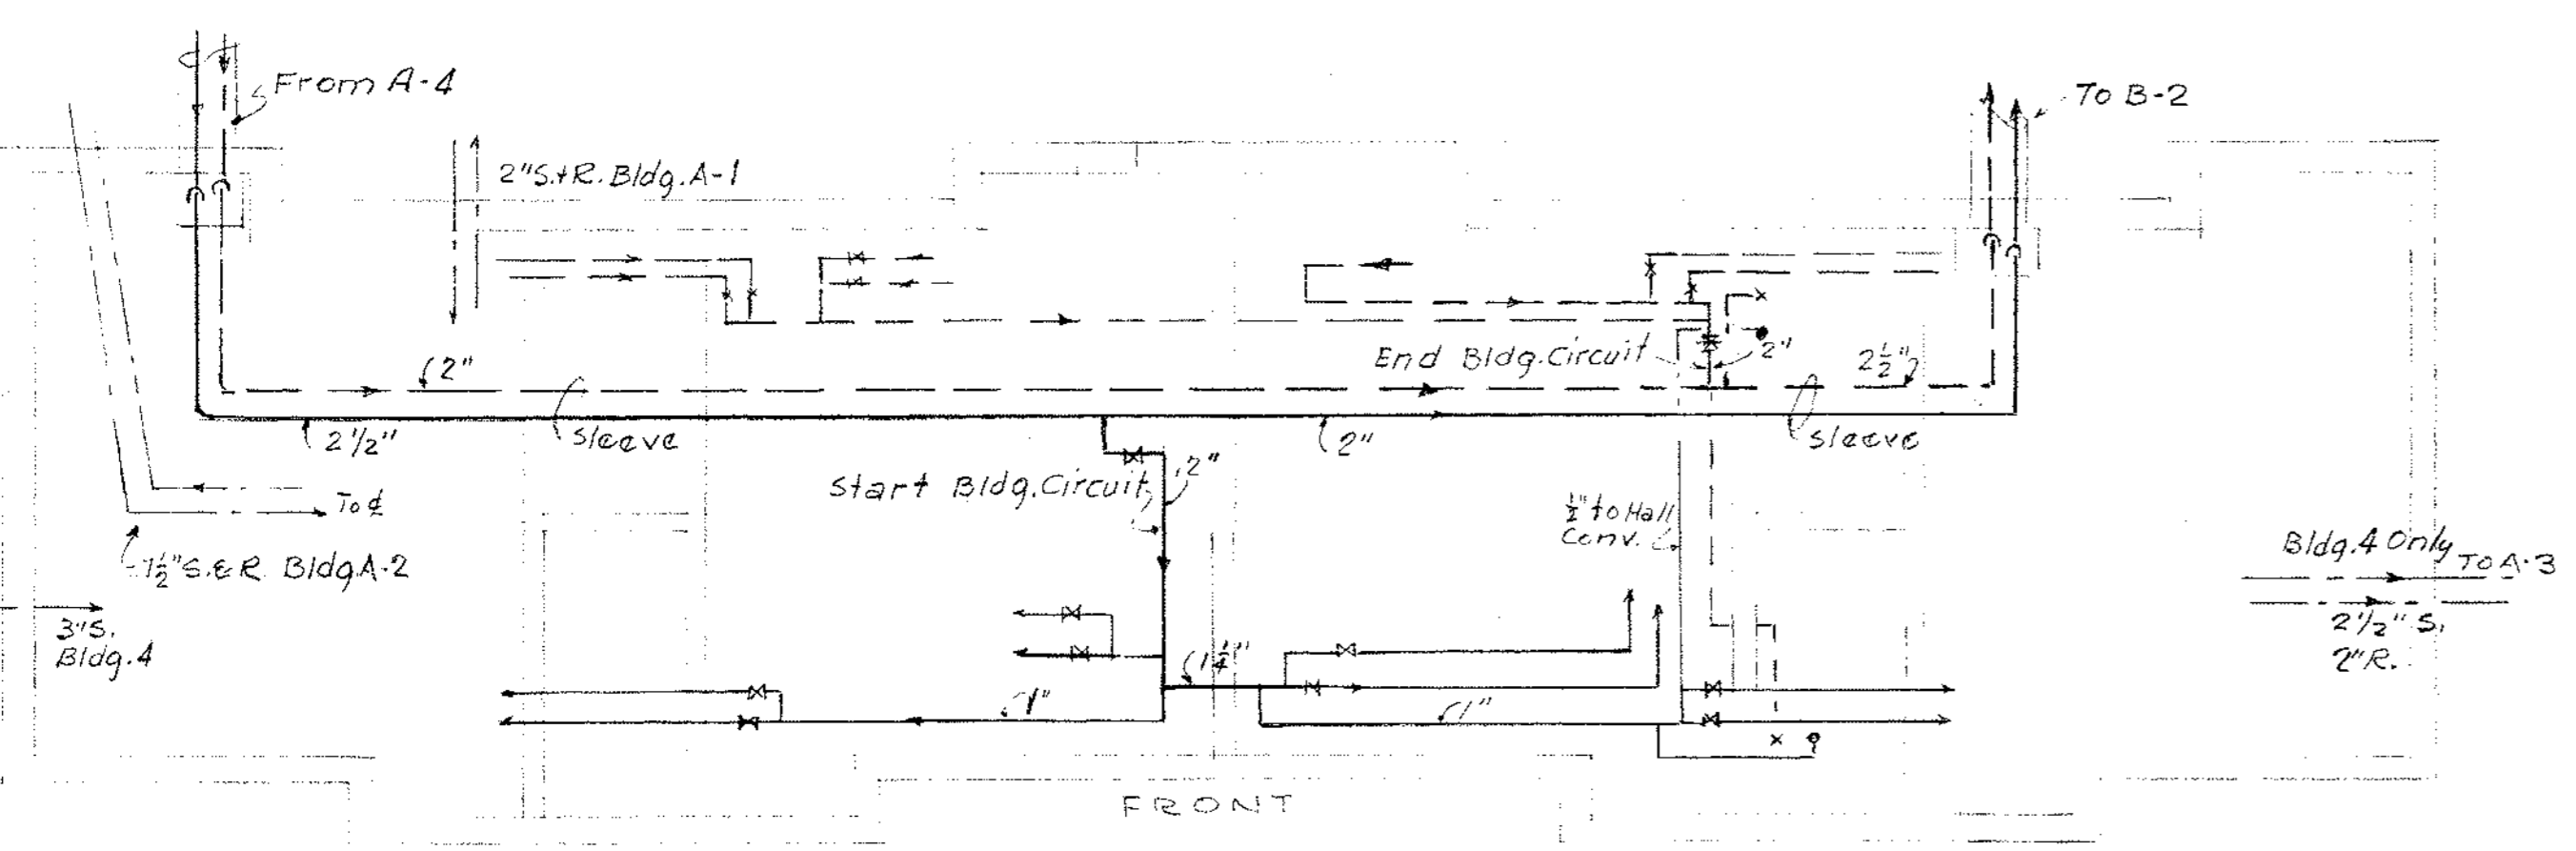 From A-4
To B-2
2"S.+R. Bldg. A-1
2"
End Bldg. Circuit
2"
2½"
2½"
Sleeve
2"
Sleeve
Start Bldg. Circuit
2"
To ℄
½" to Hall
Conv.
1½" S. & R. Bldg A-2
Bldg. 4 Only
To A-3
3"S.
Bldg. 4
2½" S.
2" R.
1¼"
1"
1"
FRONT